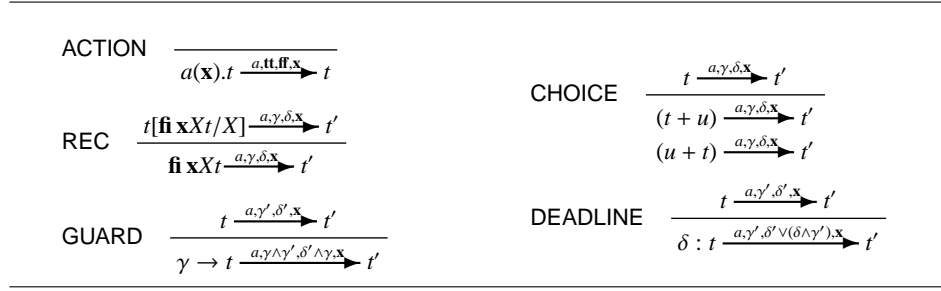 ACTION
a(x).t a,tt,ff,x t
REC t[fi xXt/X] a,γ,δ,x t′
fi xXt a,γ,δ,x t′
GUARD t a,γ′,δ′,x t′
γ → t a,γ∧γ′,δ′∧γ,x t′
CHOICE t a,γ,δ,x t′
(t + u) a,γ,δ,x t′
(u + t) a,γ,δ,x t′
DEADLINE t a,γ′,δ′,x t′
δ : t a,γ′,δ′∨(δ∧γ′),x t′